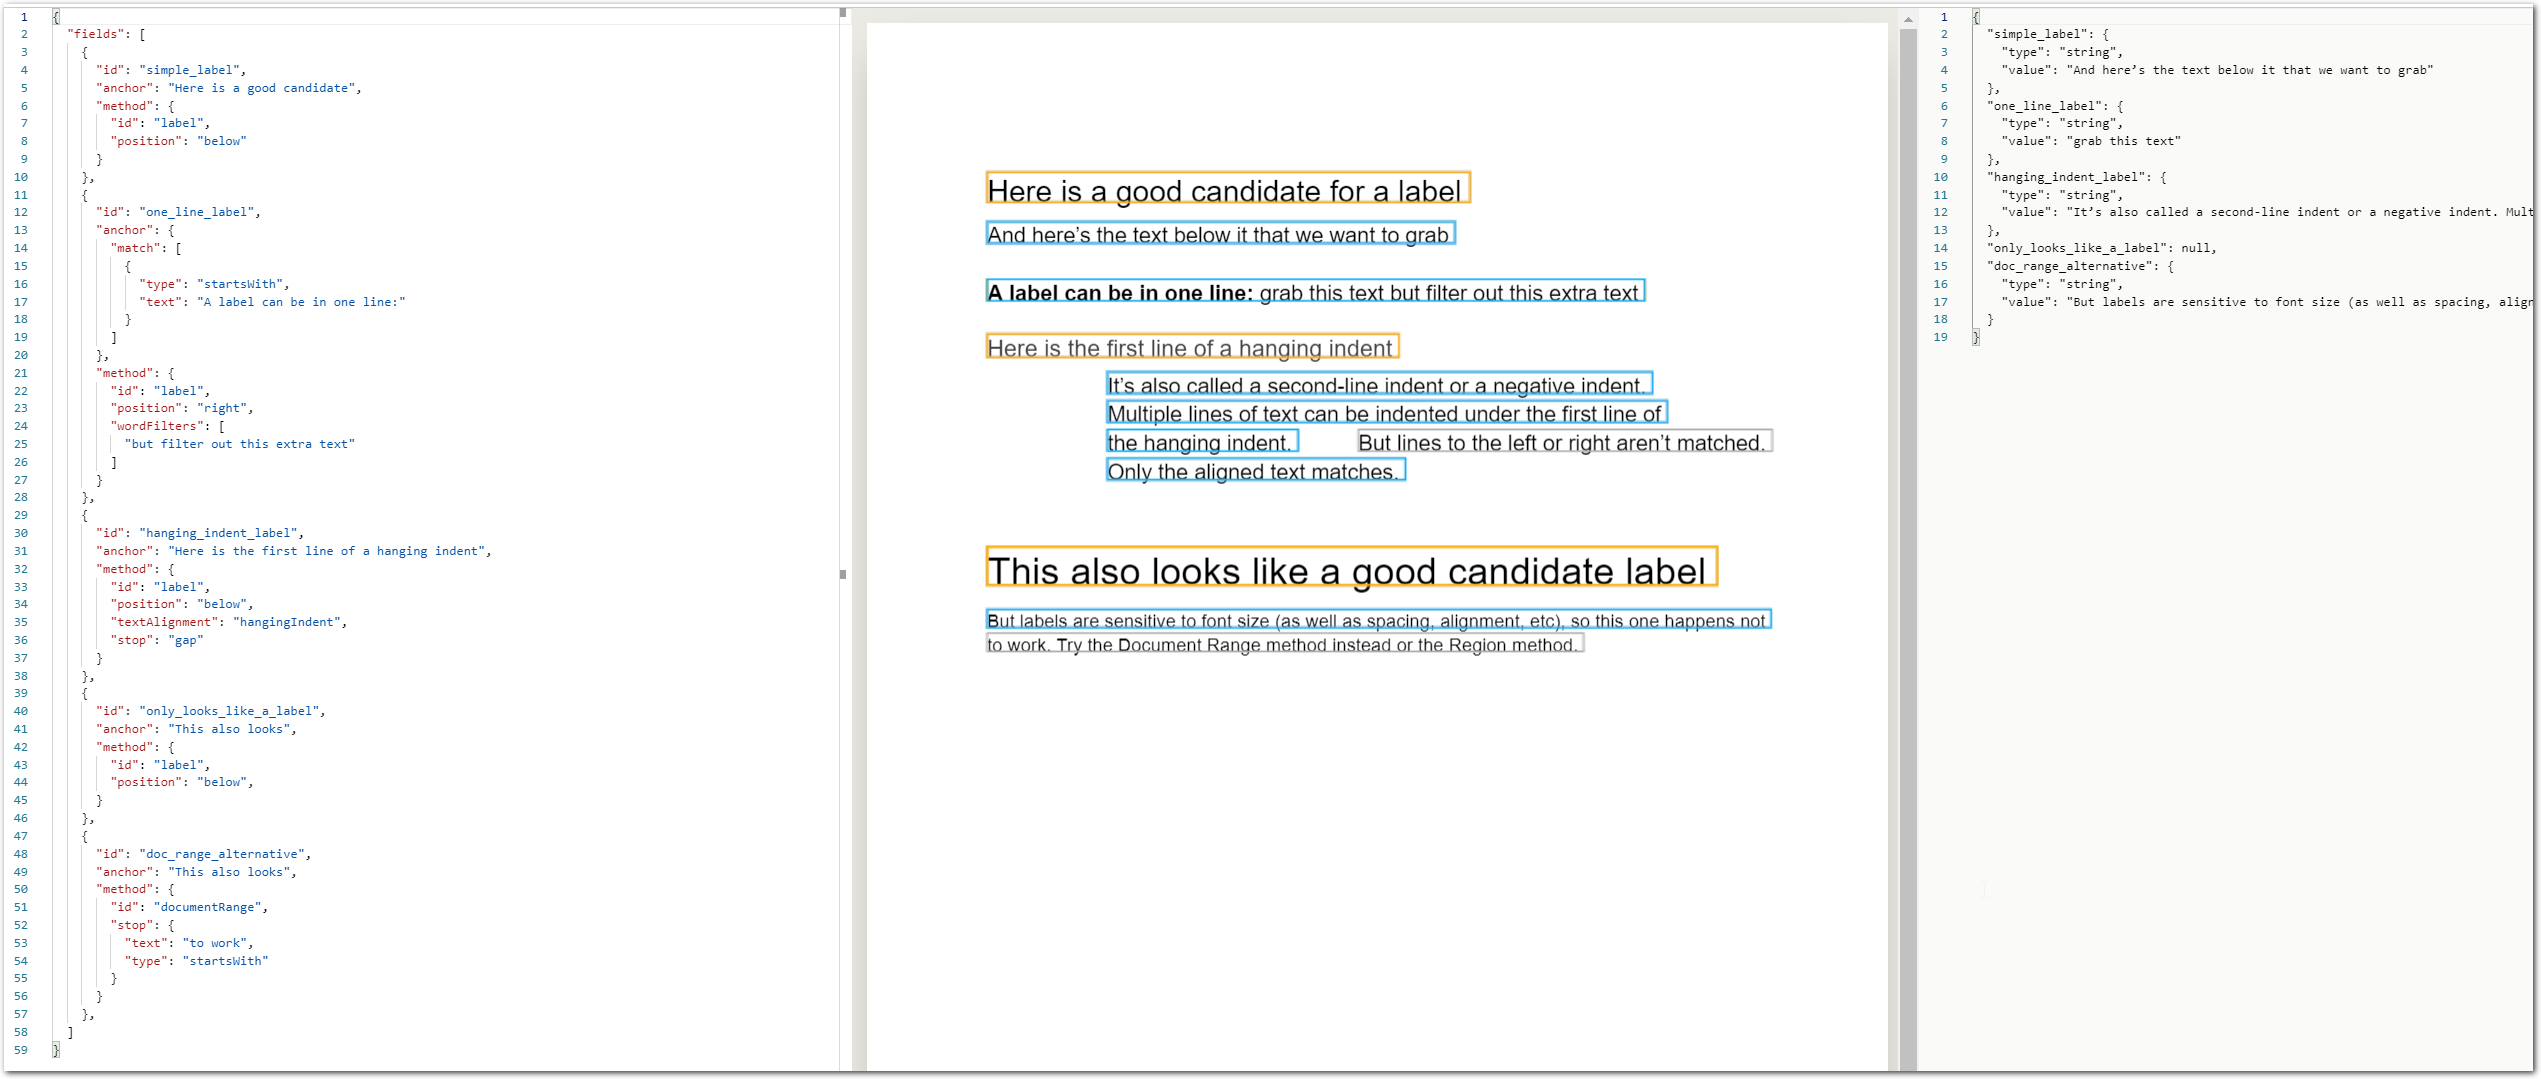 1 {
2 "fields": [
3 {
4 "id": "simple_label",
5 "anchor": "Here is a good candidate",
6 "method": {
7 "id": "label",
8 "position": "below"
9 }
10 },
11 {
12 "id": "one_line_label",
13 "anchor": {
14 "match": [
15 {
16 "type": "startsWith",
17 "text": "A label can be in one line:"
18 }
19 ]
20 },
21 "method": {
22 "id": "label",
23 "position": "right",
24 "wordFilters": [
25 "but filter out this extra text"
26 ]
27 }
28 },
29 {
30 "id": "hanging_indent_label",
31 "anchor": "Here is the first line of a hanging indent",
32 "method": {
33 "id": "label",
34 "position": "below",
35 "textAlignment": "hangingIndent",
36 "stop": "gap"
37 }
38 },
39 {
40 "id": "only_looks_like_a_label",
41 "anchor": "This also looks",
42 "method": {
43 "id": "label",
44 "position": "below",
45 }
46 },
47 {
48 "id": "doc_range_alternative",
49 "anchor": "This also looks",
50 "method": {
51 "id": "documentRange",
52 "stop": {
53 "text": "to work",
54 "type": "startsWith"
55 }
56 }
57 },
58 ]
59 }
Here is a good candidate for a label
And here’s the text below it that we want to grab
A label can be in one line: grab this text but filter out this extra text
Here is the first line of a hanging indent
It’s also called a second-line indent or a negative indent.
Multiple lines of text can be indented under the first line of
the hanging indent. But lines to the left or right aren’t matched.
Only the aligned text matches.
This also looks like a good candidate label
But labels are sensitive to font size (as well as spacing, alignment, etc), so this one happens not
to work. Try the Document Range method instead or the Region method.
1 {
2 "simple_label": {
3 "type": "string",
4 "value": "And here’s the text below it that we want to grab"
5 },
6 "one_line_label": {
7 "type": "string",
8 "value": "grab this text"
9 },
10 "hanging_indent_label": {
11 "type": "string",
12 "value": "It’s also called a second-line indent or a negative indent. Mult
13 },
14 "only_looks_like_a_label": null,
15 "doc_range_alternative": {
16 "type": "string",
17 "value": "But labels are sensitive to font size (as well as spacing, align
18 }
19 }